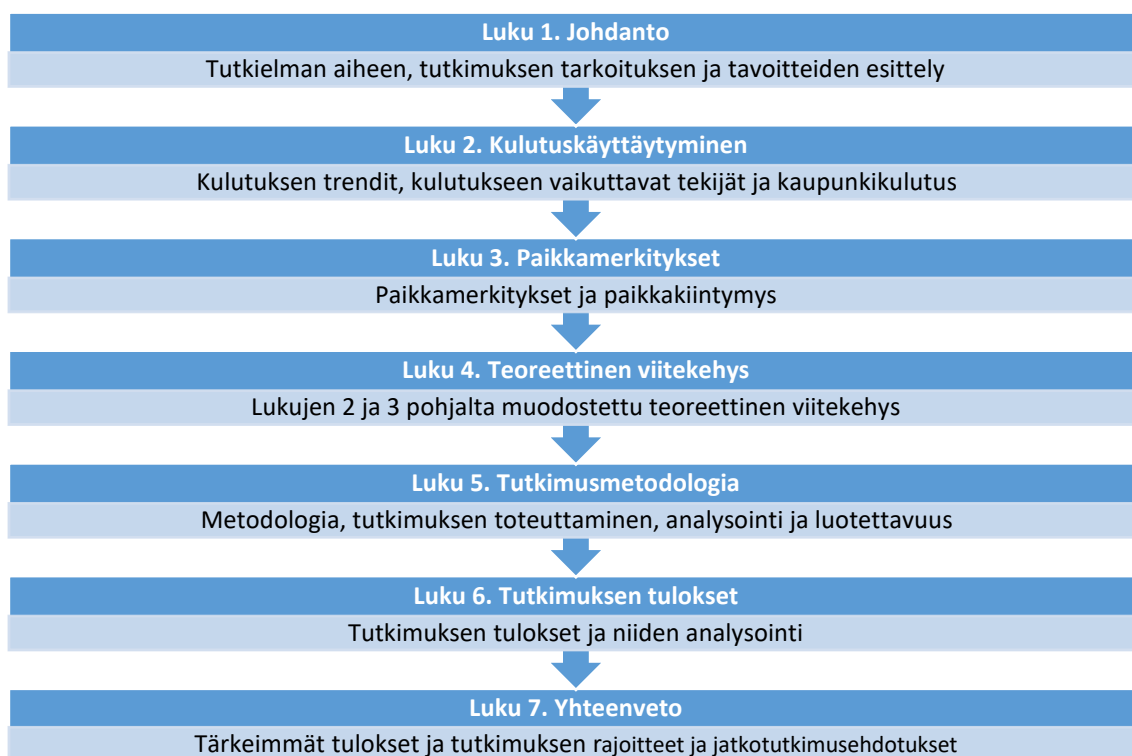 Luku 1. Johdanto
Tutkielman aiheen, tutkimuksen tarkoituksen ja tavoitteiden esittely
Luku 2. Kulutuskäyttäytyminen
Kulutuksen trendit, kulutukseen vaikuttavat tekijät ja kaupunkikulutus
Luku 3. Paikkamerkitykset
Paikkamerkitykset ja paikkakiintymys
Luku 4. Teoreettinen viitekehys
Lukujen 2 ja 3 pohjalta muodostettu teoreettinen viitekehys
Luku 5. Tutkimusmetodologia
Metodologia, tutkimuksen toteuttaminen, analysointi ja luotettavuus
Luku 6. Tutkimuksen tulokset
Tutkimuksen tulokset ja niiden analysointi
Luku 7. Yhteenveto
Tärkeimmät tulokset ja tutkimuksen rajoitteet ja jatkotutkimusehdotukset